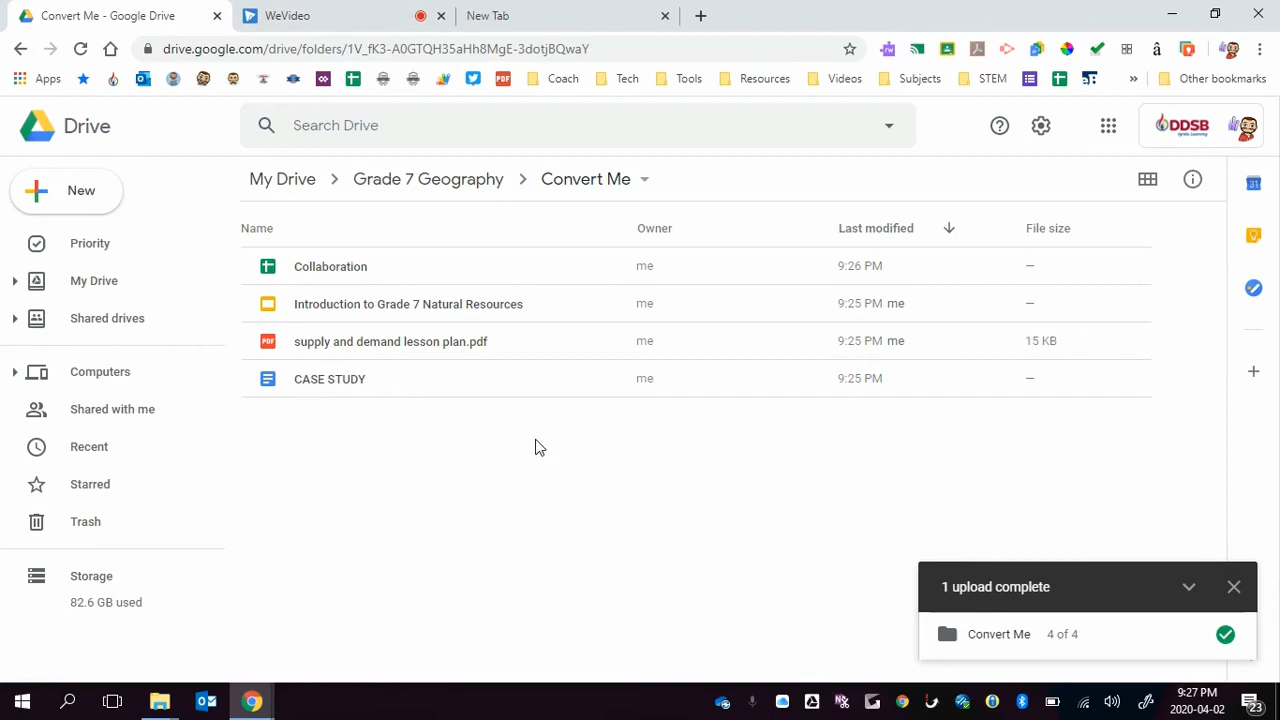 Convert Me - Google Drive
WeVideo
New Tab
drive.google.com/drive/folders/1V_fK3-A0GTQH35aHh8MgE-3dotjBQwaY
Apps
Coach
Tech
Tools
Resources
Videos
Subjects
STEM
Other bookmarks
Drive
Search Drive
DDSB
Ignite Learning
New
My Drive > Grade 7 Geography > Convert Me
Priority
My Drive
Shared drives
Computers
Shared with me
Recent
Starred
Trash
Storage
82.6 GB used
Name Owner Last modified File size
Collaboration me 9:26 PM –
Introduction to Grade 7 Natural Resources me 9:25 PM me –
PDF supply and demand lesson plan.pdf me 9:25 PM me 15 KB
CASE STUDY me 9:25 PM –
1 upload complete
Convert Me 4 of 4
9:27 PM
2020-04-02
23